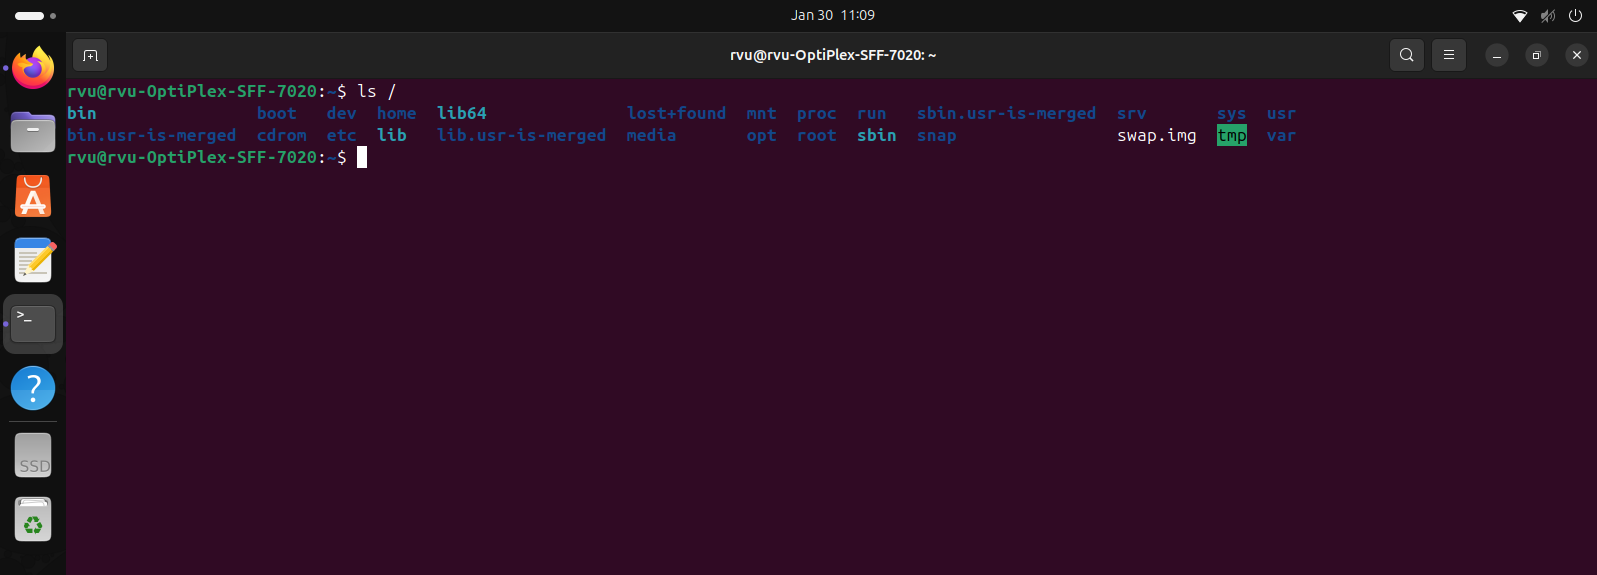 Jan 30 11:09
rvu@rvu-OptiPlex-SFF-7020: ~
rvu@rvu-OptiPlex-SFF-7020:~$ ls /
bin boot dev home lib64 lost+found mnt proc run sbin.usr-is-merged srv sys usr
bin.usr-is-merged cdrom etc lib lib.usr-is-merged media opt root sbin snap swap.img tmp var
rvu@rvu-OptiPlex-SFF-7020:~$
>_
?
SSD